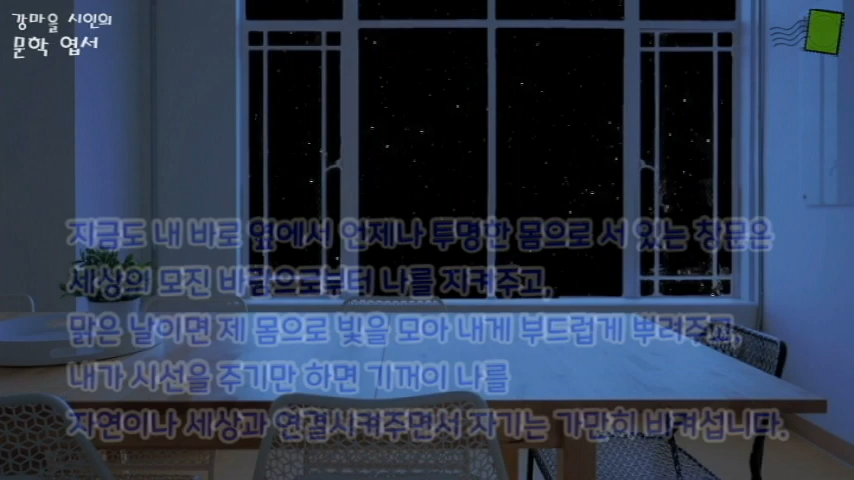 강마을 시인의
문학 엽서
지금도 내 바로 옆에서 언제나 투명한 몸으로 서 있는 창문은
세상의 모진 바람으로부터 나를 지켜주고,
맑은 날이면 제 몸으로 빛을 모아 내게 부드럽게 뿌려주고,
내가 시선을 주기만 하면 기꺼이 나를
자연이나 세상과 연결시켜주면서 자기는 가만히 비켜섭니다.